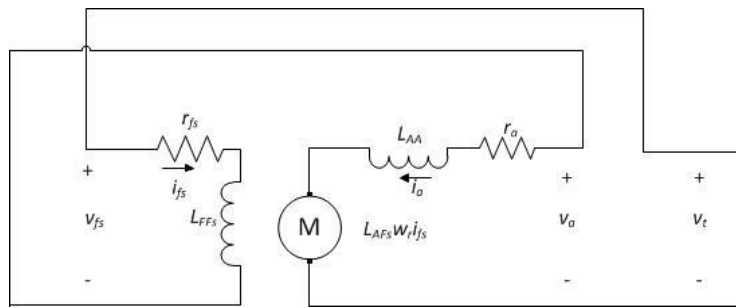 r_fs
L_AA
r_a
+
i_fs
i_a
+
+
v_fs
L_FFs
M
L_AFs w_r i_fs
v_a
v_t
-
-
-